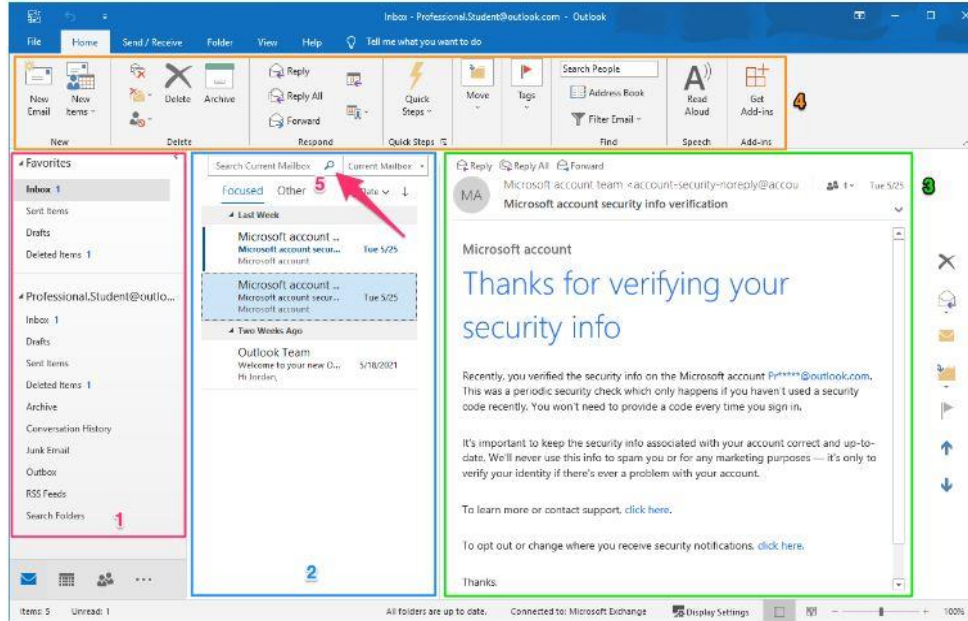 Inbox - Professional.Student@outlook.com - Outlook
File Home Send / Receive Folder View Help Tell me what you want to do
New Email
New Items
Delete
Archive
Reply
Reply All
Forward
Quick Steps
Move
Tags
Search People
Address Book
Filter Email
Read Aloud
Get Add-ins
4
New Delete Respond Quick Steps Find Speech Add-ins
Favorites
Inbox 1
Sent Items
Drafts
Deleted Items 1
Professional.Student@outlo...
Inbox 1
Drafts
Sent Items
Deleted Items 1
Archive
Conversation History
Junk Email
Outbox
RSS Feeds
Search Folders
1
Search Current Mailbox Current Mailbox
Focused Other 5 Date
Last Week
Microsoft account ...
Microsoft account secur... Tue 5/25
Microsoft account
Microsoft account ...
Microsoft account secur... Tue 5/25
Microsoft account
Two Weeks Ago
Outlook Team
Welcome to your new O... 5/18/2021
Hi Jordan,
2
Reply Reply All Forward
MA
Microsoft account team <account-security-noreply@accou 1 Tue 5/25
Microsoft account security info verification
3
Microsoft account
Thanks for verifying your
security info
Recently, you verified the security info on the Microsoft account Pr*****@outlook.com.
This was a periodic security check which only happens if you haven't used a security
code recently. You won't need to provide a code every time you sign in.
It's important to keep the security info associated with your account correct and up-to-
date. We'll never use this info to spam you or for any marketing purposes — it's only to
verify your identity if there's ever a problem with your account.
To learn more or contact support, click here.
To opt out or change where you receive security notifications, click here.
Thanks,
Items: 5 Unread: 1 All folders are up to date. Connected to: Microsoft Exchange Display Settings 100%